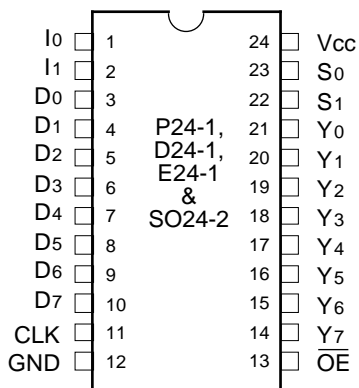 I0 1 24 Vcc
I1 2 23 S0
D0 3 22 S1
D1 4 P24-1, 21 Y0
D2 5 D24-1, 20 Y1
D3 6 E24-1 19 Y2
D4 7 & 18 Y3
D5 8 SO24-2 17 Y4
D6 9 16 Y5
D7 10 15 Y6
CLK 11 14 Y7
GND 12 13 O̅E̅